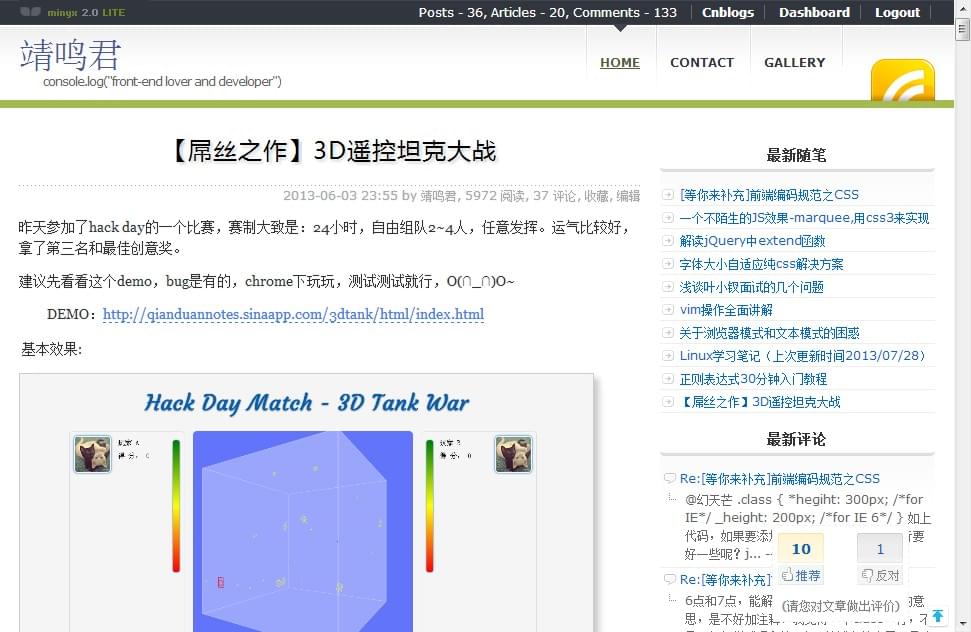 minyx 2.0 LITE
Posts - 36, Articles - 20, Comments - 133
Cnblogs
Dashboard
Logout
靖鸣君
console.log("front-end lover and developer")
HOME
CONTACT
GALLERY
【屌丝之作】3D遥控坦克大战
2013-06-03 23:55 by 靖鸣君, 5972 阅读, 37 评论, 收藏, 编辑
昨天参加了hack day的一个比赛，赛制大致是：24小时，自由组队2~4人，任意发挥。运气比较好，
拿了第三名和最佳创意奖。
建议先看看这个demo，bug是有的，chrome下玩玩，测试测试就行，O(∩_∩)O~
DEMO：http://qianduannotes.sinaapp.com/3dtank/html/index.html
基本效果:
Hack Day Match - 3D Tank War
玩家 A
得 分: 0
玩家 B
得 分: 0
最新随笔
[等你来补充]前端编码规范之CSS
一个不陌生的JS效果-marquee,用css3来实现
解读jQuery中extend函数
字体大小自适应纯css解决方案
浅谈叶小钗面试的几个问题
vim操作全面讲解
关于浏览器模式和文本模式的困惑
Linux学习笔记（上次更新时间2013/07/28）
正则表达式30分钟入门教程
【屌丝之作】3D遥控坦克大战
最新评论
Re:[等你来补充]前端编码规范之CSS
@幻天芒 .class { *hegiht: 300px; /*for
IE*/ _height: 200px; /*for IE 6*/ } 如上
代码，如果要添
要
好一些呢？j... --
10
推荐
1
反对
Re:[等你来补充]
(请您对文章做出评价)
6点和7点，能解
的意
思，是不好加注